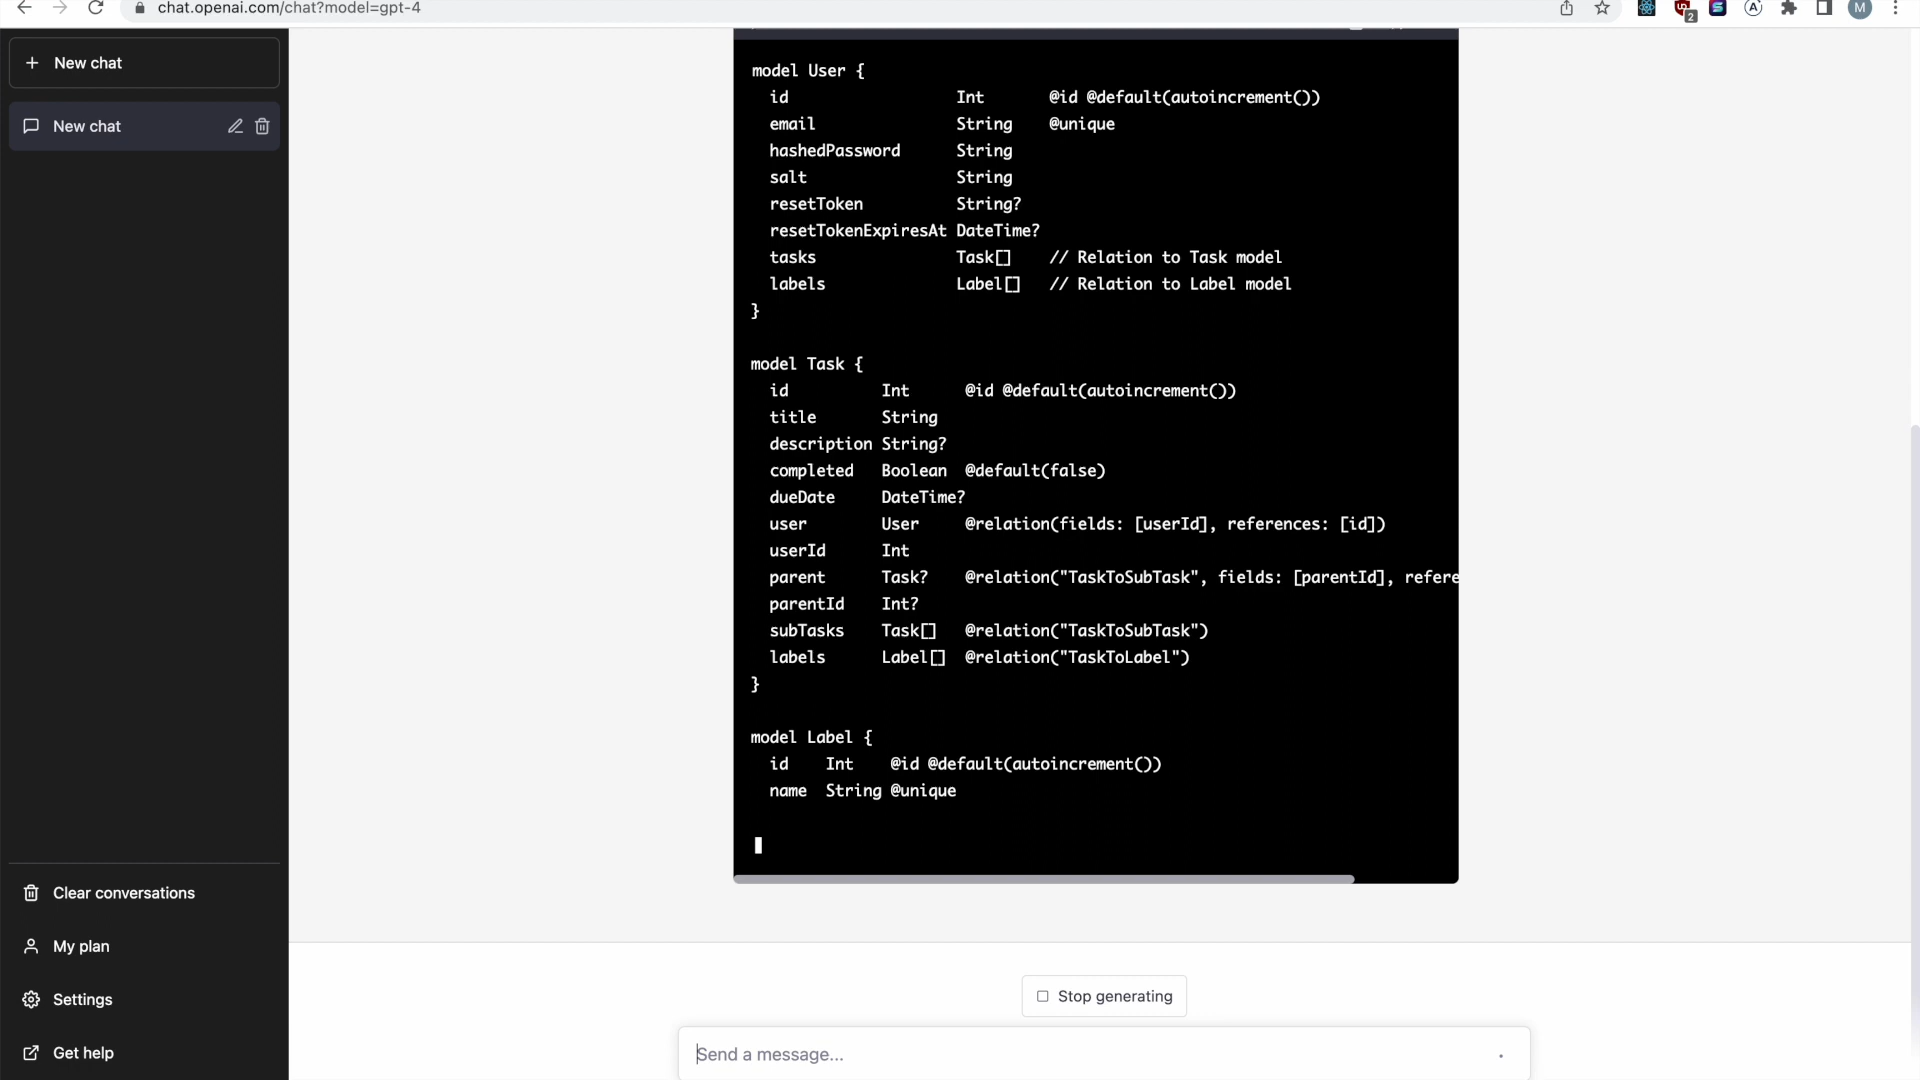 chat.openai.com/chat?model=gpt-4
2
A
M
New chat
New chat
model User {
id Int @id @default(autoincrement())
email String @unique
hashedPassword String
salt String
resetToken String?
resetTokenExpiresAt DateTime?
tasks Task[] // Relation to Task model
labels Label[] // Relation to Label model
}
model Task {
id Int @id @default(autoincrement())
title String
description String?
completed Boolean @default(false)
dueDate DateTime?
user User @relation(fields: [userId], references: [id])
userId Int
parent Task? @relation("TaskToSubTask", fields: [parentId], refere
parentId Int?
subTasks Task[] @relation("TaskToSubTask")
labels Label[] @relation("TaskToLabel")
}
model Label {
id Int @id @default(autoincrement())
name String @unique
Clear conversations
My plan
Settings
Get help
Stop generating
Send a message...